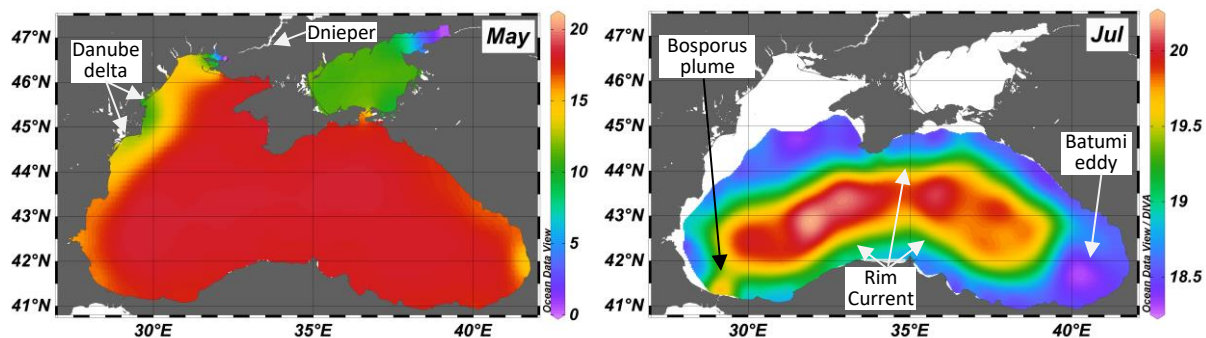 Dnieper
May
Danube
delta
47°N
46°N
45°N
44°N
43°N
42°N
41°N
30°E
35°E
40°E
20
15
10
5
0
Ocean Data View
Jul
Bosporus
plume
Batumi
eddy
Rim
Current
47°N
46°N
45°N
44°N
43°N
42°N
41°N
30°E
35°E
40°E
20
19.5
19
18.5
Ocean Data View / DIVA